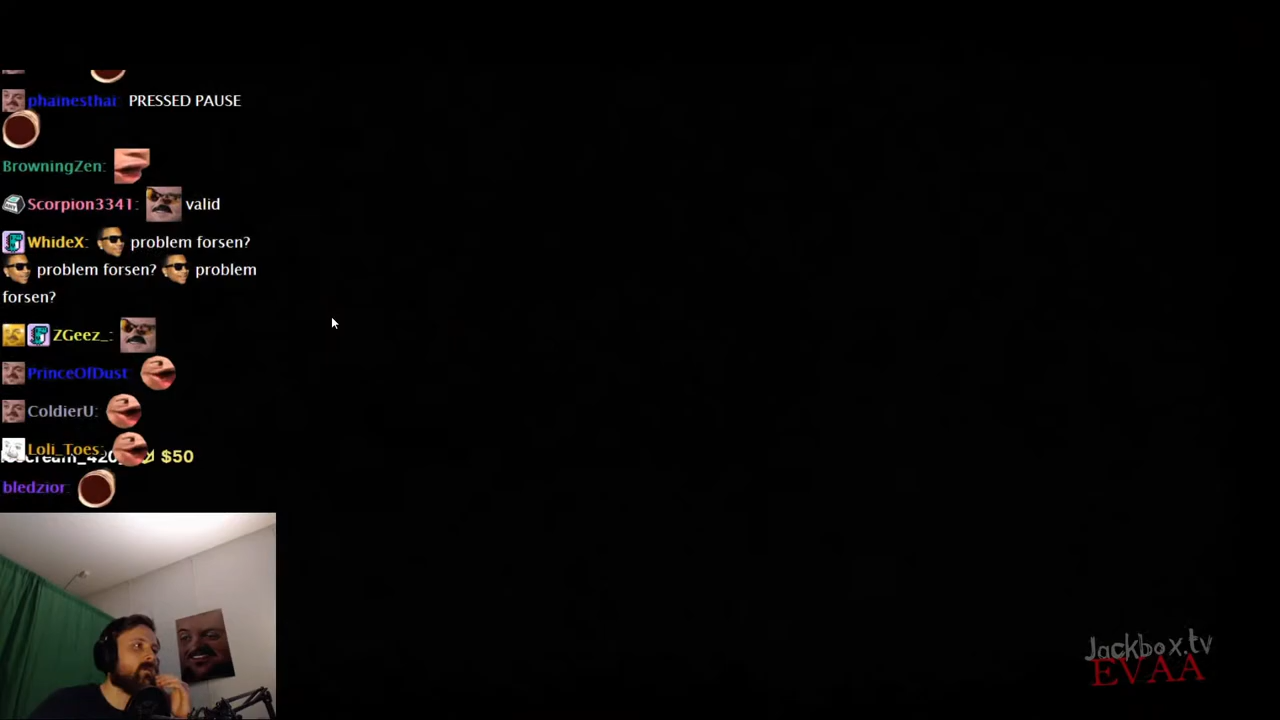 phainesthai: PRESSED PAUSE
BrowningZen:
Scorpion3341: valid
WhideX: problem forsen?
problem forsen? problem
forsen?
ZGeez_:
PrinceOfDust:
ColdierU:
Loli_Toes:
$50
bledzior:
Jackbox.tv
EVAA